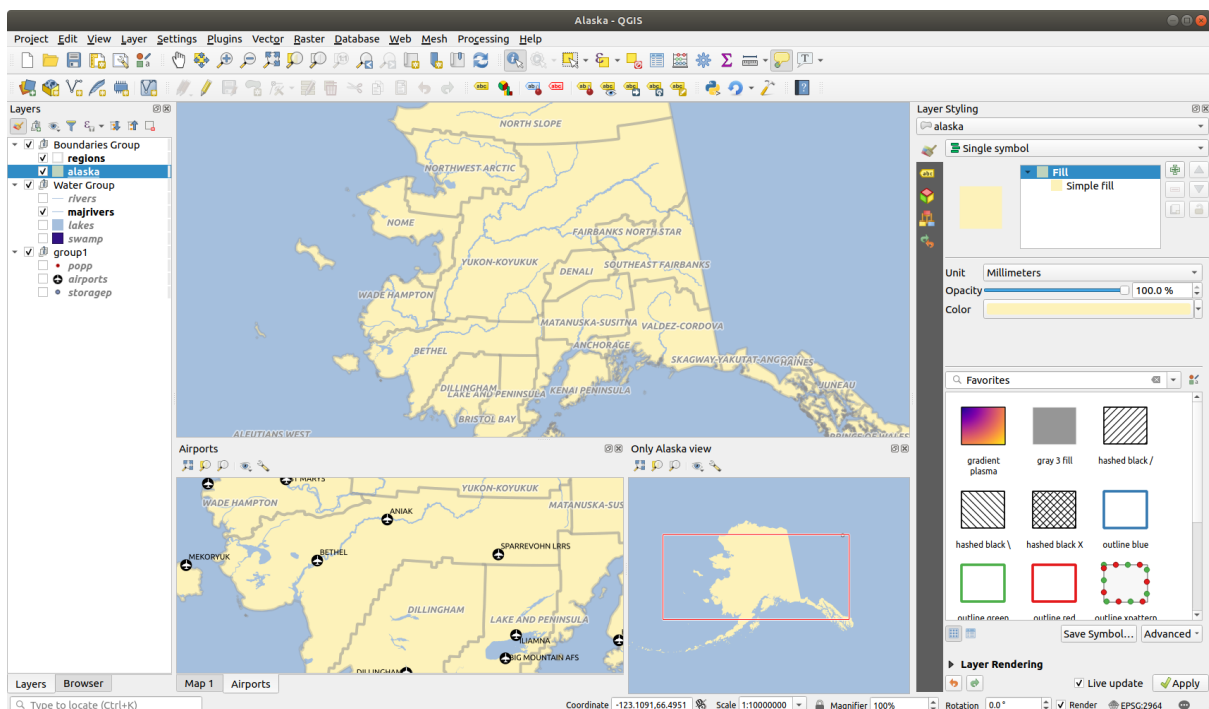 Alaska - QGIS
Project Edit View Layer Settings Plugins Vector Raster Database Web Mesh Processing Help
Layers
Boundaries Group
regions
alaska
Water Group
rivers
majrivers
lakes
swamp
group1
popp
airports
storagep
Layers Browser
NORTH SLOPE
NORTHWEST ARCTIC
NOME
FAIRBANKS NORTH STAR
YUKON-KOYUKUK
DENALI
SOUTHEAST FAIRBANKS
WADE HAMPTON
MATANUSKA-SUSITNA
VALDEZ-CORDOVA
ANCHORAGE
BETHEL
SKAGWAY-YAKUTAT-ANGOON
HAINES
DILLINGHAM
LAKE AND PENINSULA
KENAI PENINSULA
JUNEAU
BRISTOL BAY
ALEUTIANS WEST
PRINCE OF WALES
Airports
ST MARYS
YUKON-KOYUKUK
WADE HAMPTON
MATANUSKA-SUS
ANIAK
SPARREVOHN LRRS
MEKORYUK
BETHEL
DILLINGHAM
LAKE AND PENINSULA
ILIAMNA
BIG MOUNTAIN AFS
DILLINGHAM
Map 1 Airports
Only Alaska view
Layer Styling
alaska
Single symbol
Fill
Simple fill
Unit Millimeters
Opacity 100.0 %
Color
Favorites
gradient plasma
gray 3 fill
hashed black /
hashed black \
hashed black X
outline blue
outline green
outline red
outline xpattern
Save Symbol... Advanced
Layer Rendering
Live update Apply
Type to locate (Ctrl+K)
Coordinate -123.1091,66.4951 Scale 1:10000000 Magnifier 100% Rotation 0.0 ° Render EPSG:2964